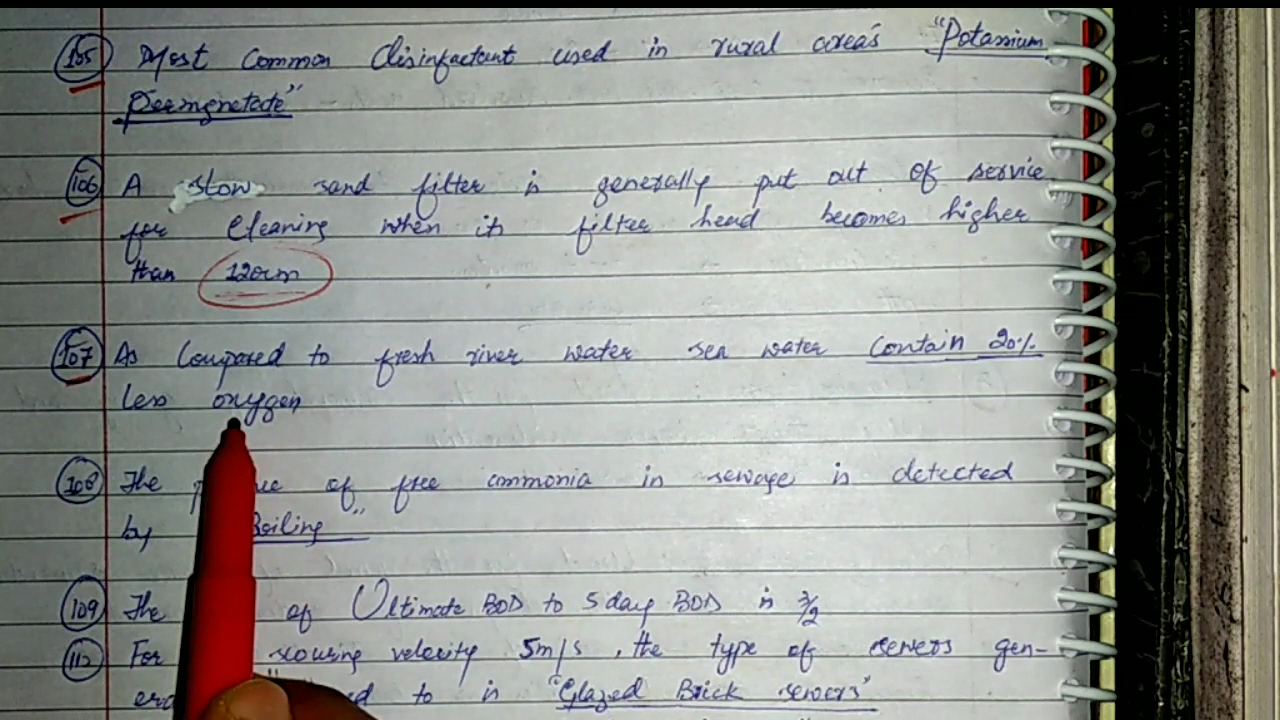 105 Most Common Disinfactant used in rural areas "Potassium
Permgnetate"
106 A slow sand filter is generally put out of service
for Cleaning when its filter head becomes higher
than 120cm
107 As Compared to fresh river water sea water Contain 20%
Less oxygen
108 The of free ammonia in sewage is detected
by Boiling"
109 The of Ultimate BOD to 5 day BOD is 3/2
110 For scouring velocity 5m/s, the type of sewers gen-
to is "Glazed Brick sewers"